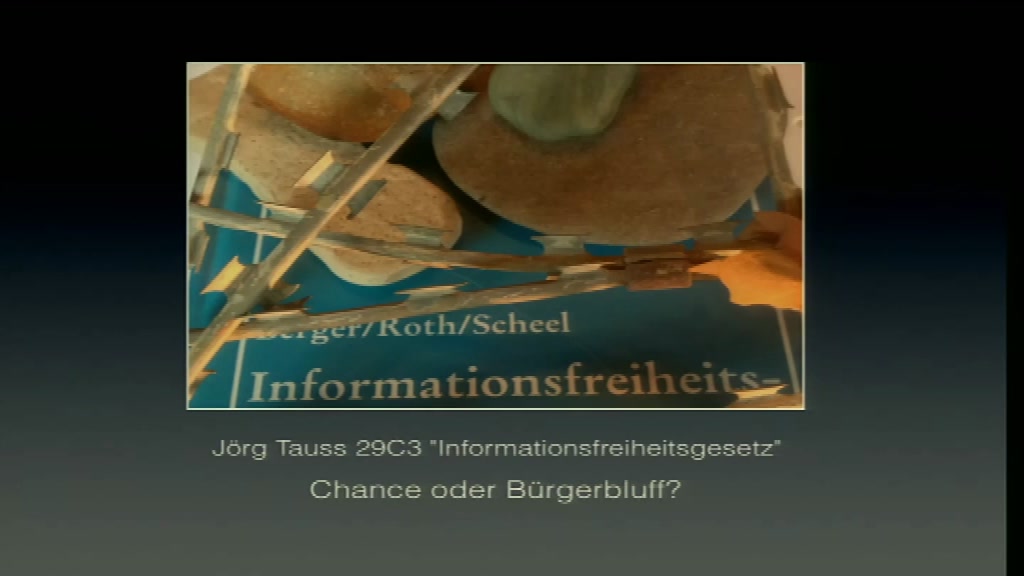 Berger/Roth/Scheel
Informationsfreiheits-
Jörg Tauss 29C3 "Informationsfreiheitsgesetz"
Chance oder Bürgerbluff?